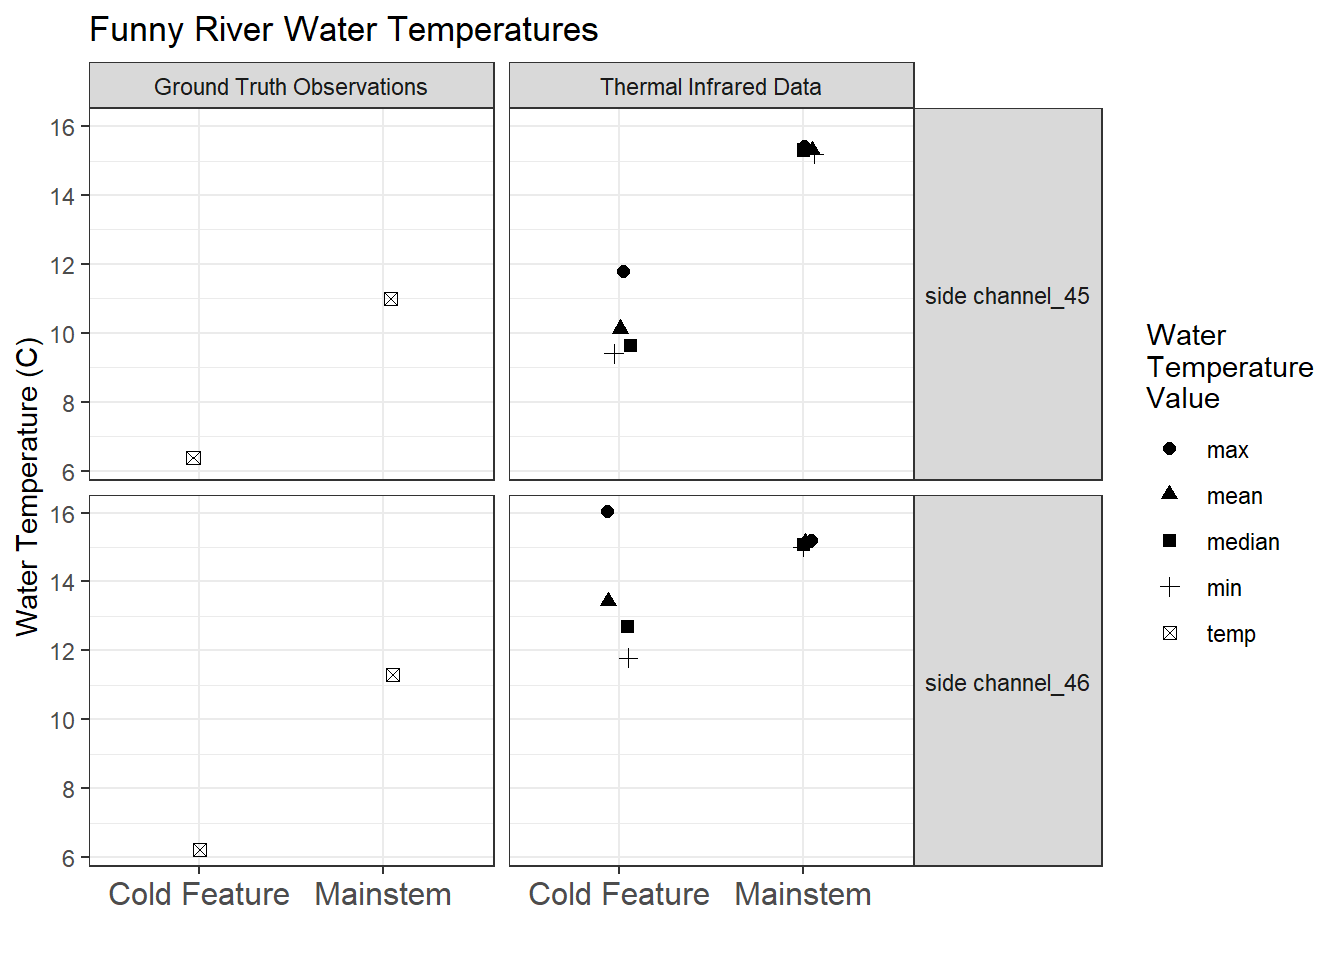 Funny River Water Temperatures
Ground Truth Observations
Thermal Infrared Data
Water Temperature (C)
16
14
12
10
8
6
side channel_45
16
14
12
10
8
6
side channel_46
Cold Feature
Mainstem
Cold Feature
Mainstem
Water
Temperature
Value
max
mean
median
min
temp